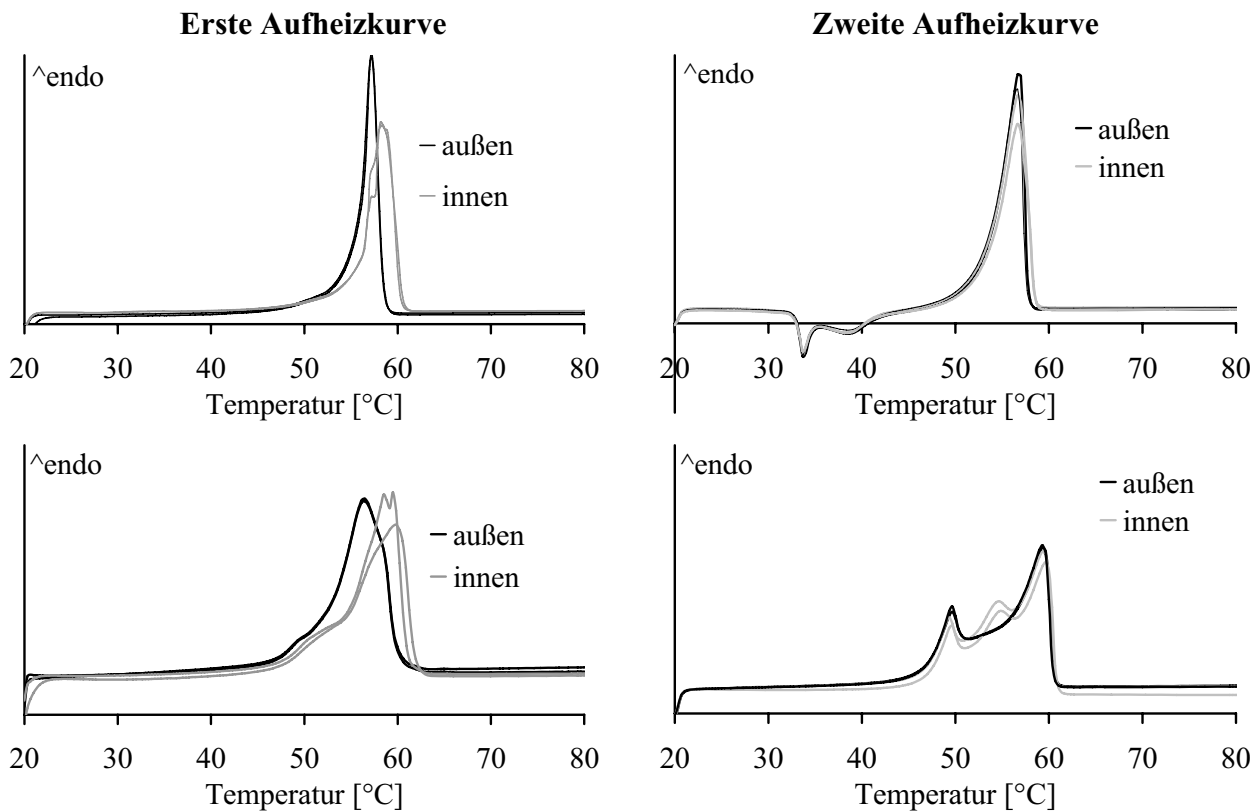 Erste Aufheizkurve
^endo
außen
innen
20 30 40 50 60 70 80
Temperatur [°C]
Zweite Aufheizkurve
^endo
außen
innen
20 30 40 50 60 70 80
Temperatur [°C]
^endo
außen
innen
20 30 40 50 60 70 80
Temperatur [°C]
^endo
außen
innen
20 30 40 50 60 70 80
Temperatur [°C]